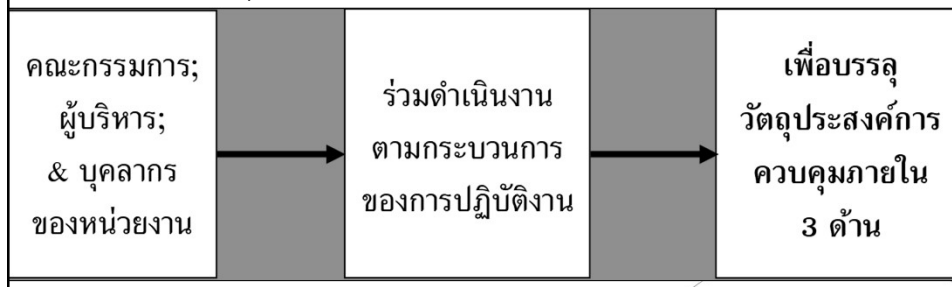 คณะกรรมการ;
ผู้บริหาร;
& บุคลากร
ของหน่วยงาน
ร่วมดำเนินงาน
ตามกระบวนการ
ของการปฏิบัติงาน
เพื่อบรรลุ
วัตถุประสงค์การ
ควบคุมภายใน
3 ด้าน